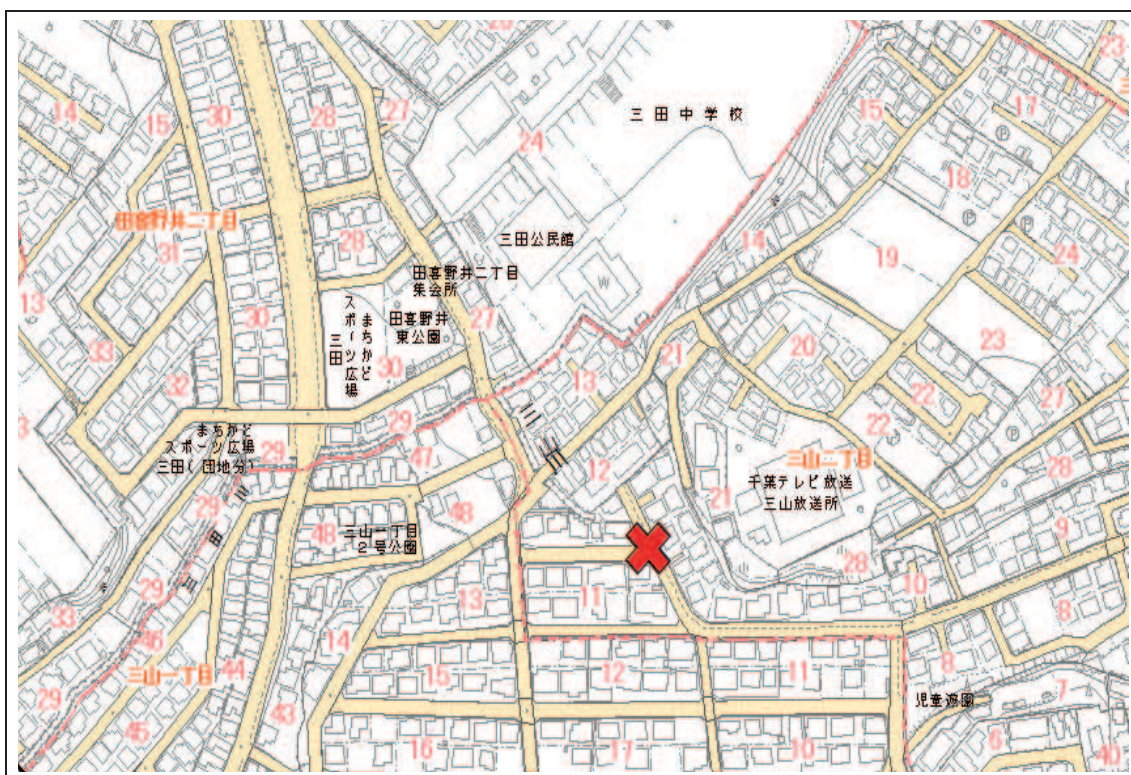 14
15
30
28
27
26
24
三田中学校
15
17
23
三
18
田喜野井二丁目
31
28
三田公民館
田喜野井二丁目
集会所
田喜野井
東公園
27
14
19
24
13
30
33
32
まちかど
スポーツ広場
三田
30
W
13
21
20
23
22
27
まちかど
スポーツ広場
三田(団地分)
29
29
47
12
三山二丁目
千葉テレビ放送
三山放送所
22
28
29
田
川
48
三山一丁目
2号公園
48
21
28
9
10
33
29
46
13
11
8
14
三山一丁目
44
15
12
11
8
29
45
43
児童遊園
7
16
17
10
6
40